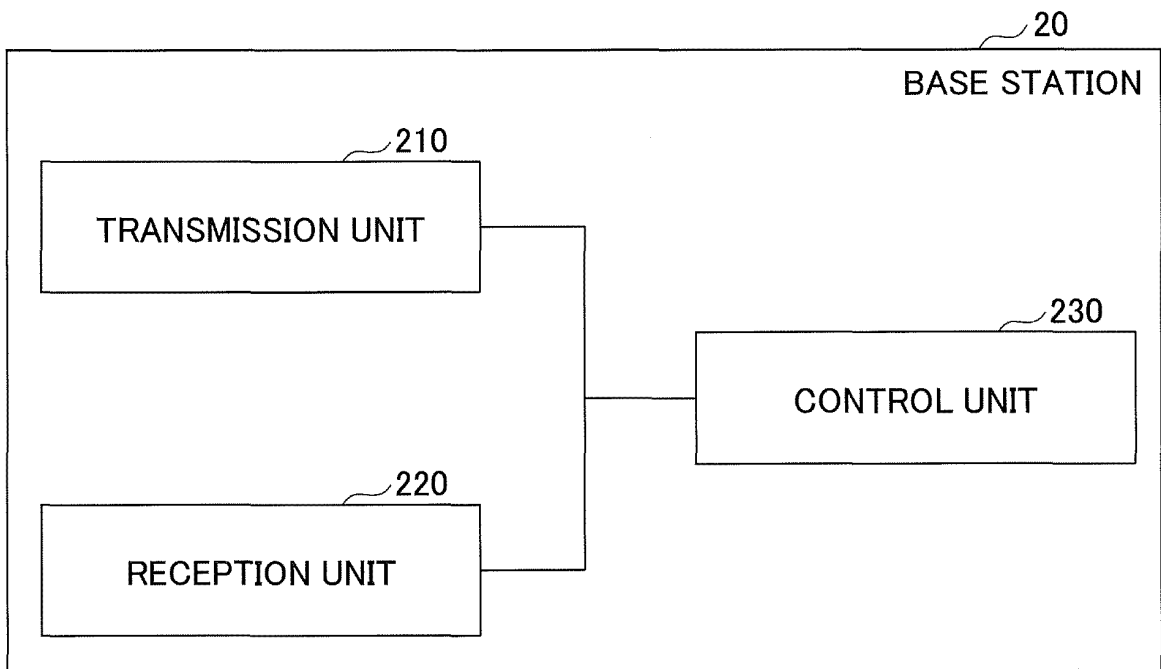 20
BASE STATION
210
TRANSMISSION UNIT
230
CONTROL UNIT
220
RECEPTION UNIT